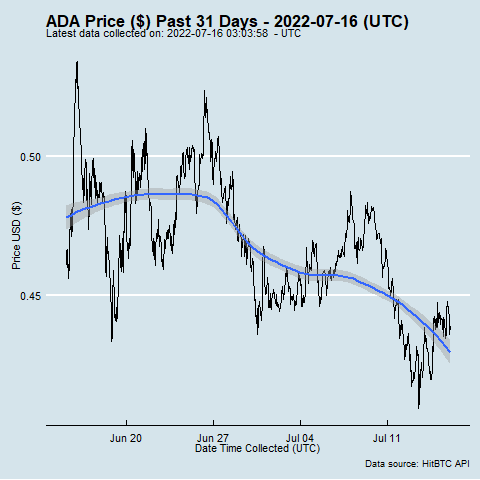 ADA Price ($) Past 31 Days - 2022-07-16 (UTC)
Latest data collected on: 2022-07-16 03:03:58 - UTC
Price USD ($)
0.50
0.45
Jun 20
Jun 27
Jul 04
Jul 11
Date Time Collected (UTC)
Data source: HitBTC API